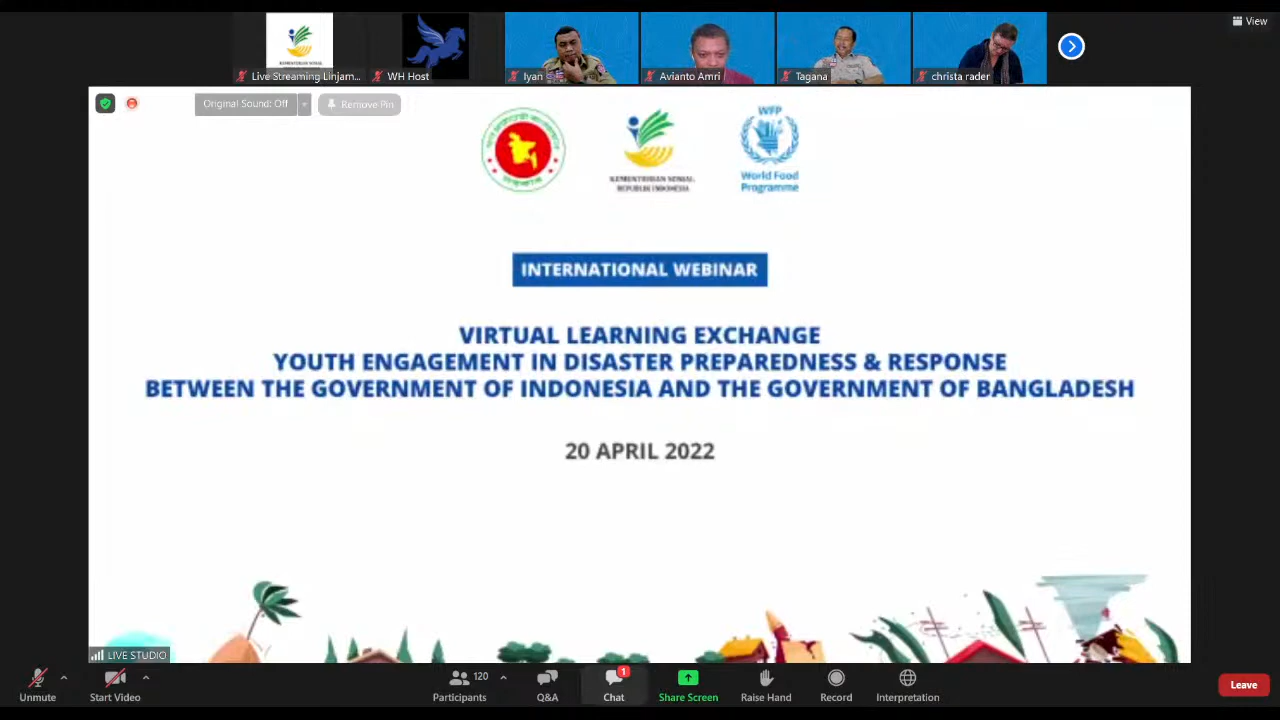 View
Live Streaming Linjam...
WH Host
Iyan
Avianto Amri
Tagana
christa rader
Original Sound: Off
Remove Pin
KEMENTERIAN SOSIAL
REPUBLIK INDONESIA
WFP
World Food
Programme
INTERNATIONAL WEBINAR
VIRTUAL LEARNING EXCHANGE
YOUTH ENGAGEMENT IN DISASTER PREPAREDNESS & RESPONSE
BETWEEN THE GOVERNMENT OF INDONESIA AND THE GOVERNMENT OF BANGLADESH
20 APRIL 2022
LIVE STUDIO
Unmute
Start Video
Participants
120
Q&A
Chat
1
Share Screen
Raise Hand
Record
Interpretation
Leave